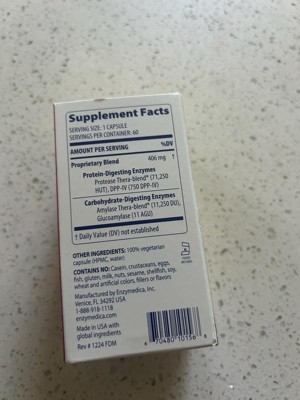 Supplement Facts
SERVING SIZE: 1 CAPSULE
SERVINGS PER CONTAINER: 60
AMOUNT PER SERVING %DV
Proprietary Blend 406 mg †
Protein-Digesting Enzymes
Protease Thera-blend® (71,250
HUT), DPP-IV (750 DPP-IV)
Carbohydrate-Digesting Enzymes
Amylase Thera-blend® (11,250 DU),
Glucoamylase (11 AGU)
† Daily Value (DV) not established
OTHER INGREDIENTS: 100% vegetarian
capsule (HPMC, water)
CONTAINS NO: Casein, crustaceans, eggs,
fish, gluten, milk, nuts, sesame, shellfish, soy,
wheat and artificial colors, fillers or flavors
Manufactured by Enzymedica, Inc.
Venice, FL 34292 USA
1-888-918-1118
enzymedica.com
Made in USA with
global ingredients
Rev # 1224 FDM
6 70480 10156 8